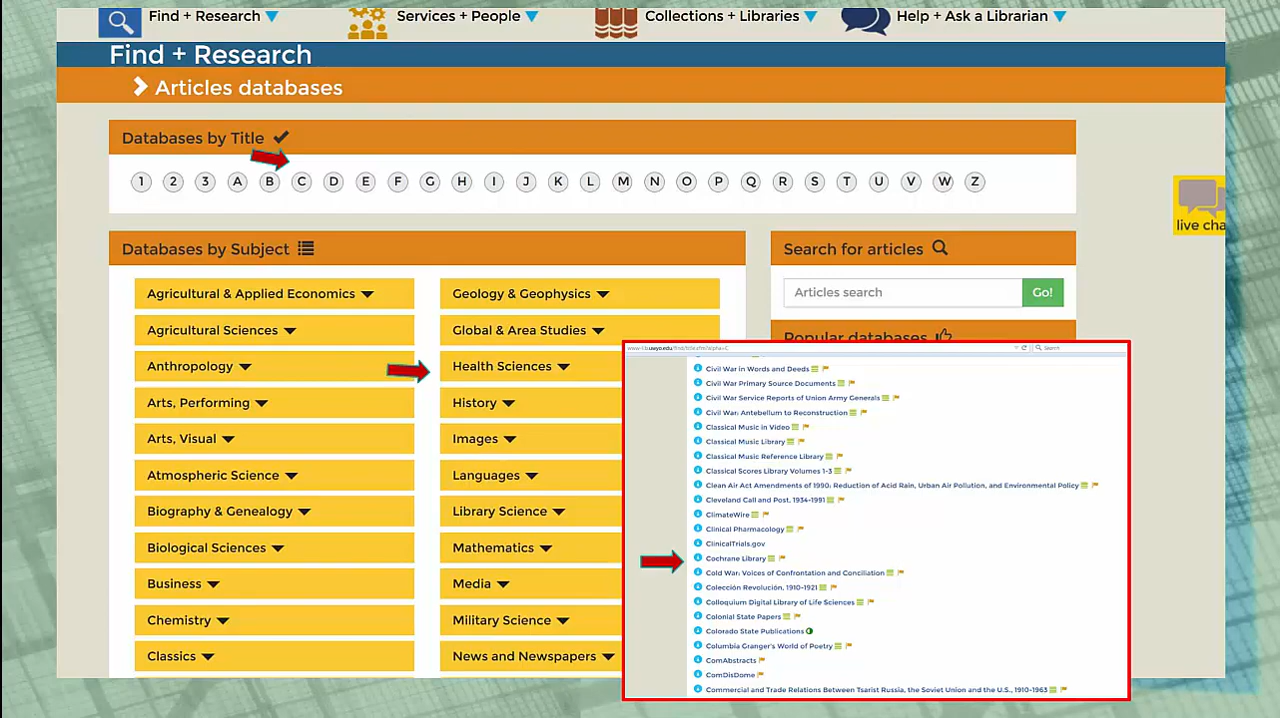 Find + Research
Services + People
Collections + Libraries
Help + Ask a Librarian
Find + Research
Articles databases
Databases by Title
1 2 3 A B C D E F G H I J K L M N O P Q R S T U V W Z
live cha
Databases by Subject
Agricultural & Applied Economics
Agricultural Sciences
Anthropology
Arts, Performing
Arts, Visual
Atmospheric Science
Biography & Genealogy
Biological Sciences
Business
Chemistry
Classics
Geology & Geophysics
Global & Area Studies
Health Sciences
History
Images
Languages
Library Science
Mathematics
Media
Military Science
News and Newspapers
Search for articles
Articles search Go!
Popular databases
Search
Civil War in Words and Deeds
Civil War Primary Source Documents
Civil War Service Reports of Union Army Generals
Civil War: Antebellum to Reconstruction
Classical Music in Video
Classical Music Library
Classical Music Reference Library
Classical Scores Library Volumes 1-3
Clean Air Act Amendments of 1990: Reduction of Acid Rain, Urban Air Pollution, and Environmental Policy
Cleveland Call and Post, 1934-1991
ClimateWire
Clinical Pharmacology
ClinicalTrials.gov
Cochrane Library
Cold War: Voices of Confrontation and Conciliation
Colección Revolución, 1910-1921
Colloquium Digital Library of Life Sciences
Colonial State Papers
Colorado State Publications
Columbia Granger's World of Poetry
ComAbstracts
ComDisDome
Commercial and Trade Relations Between Tsarist Russia, the Soviet Union and the U.S., 1910-1963